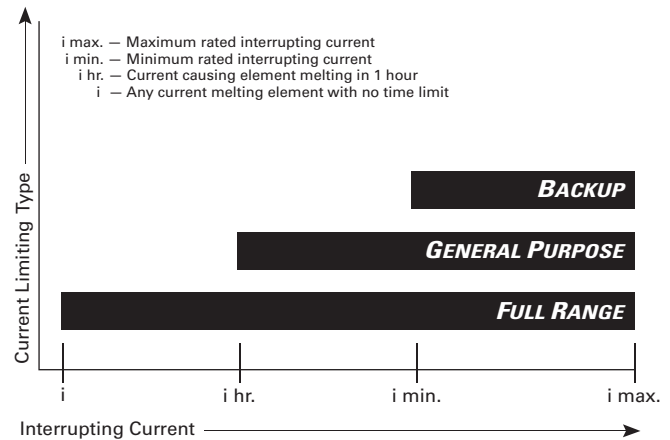 i max. — Maximum rated interrupting current
i min. — Minimum rated interrupting current
i hr. — Current causing element melting in 1 hour
i — Any current melting element with no time limit
Current Limiting Type
BACKUP
GENERAL PURPOSE
FULL RANGE
i i hr. i min. i max.
Interrupting Current